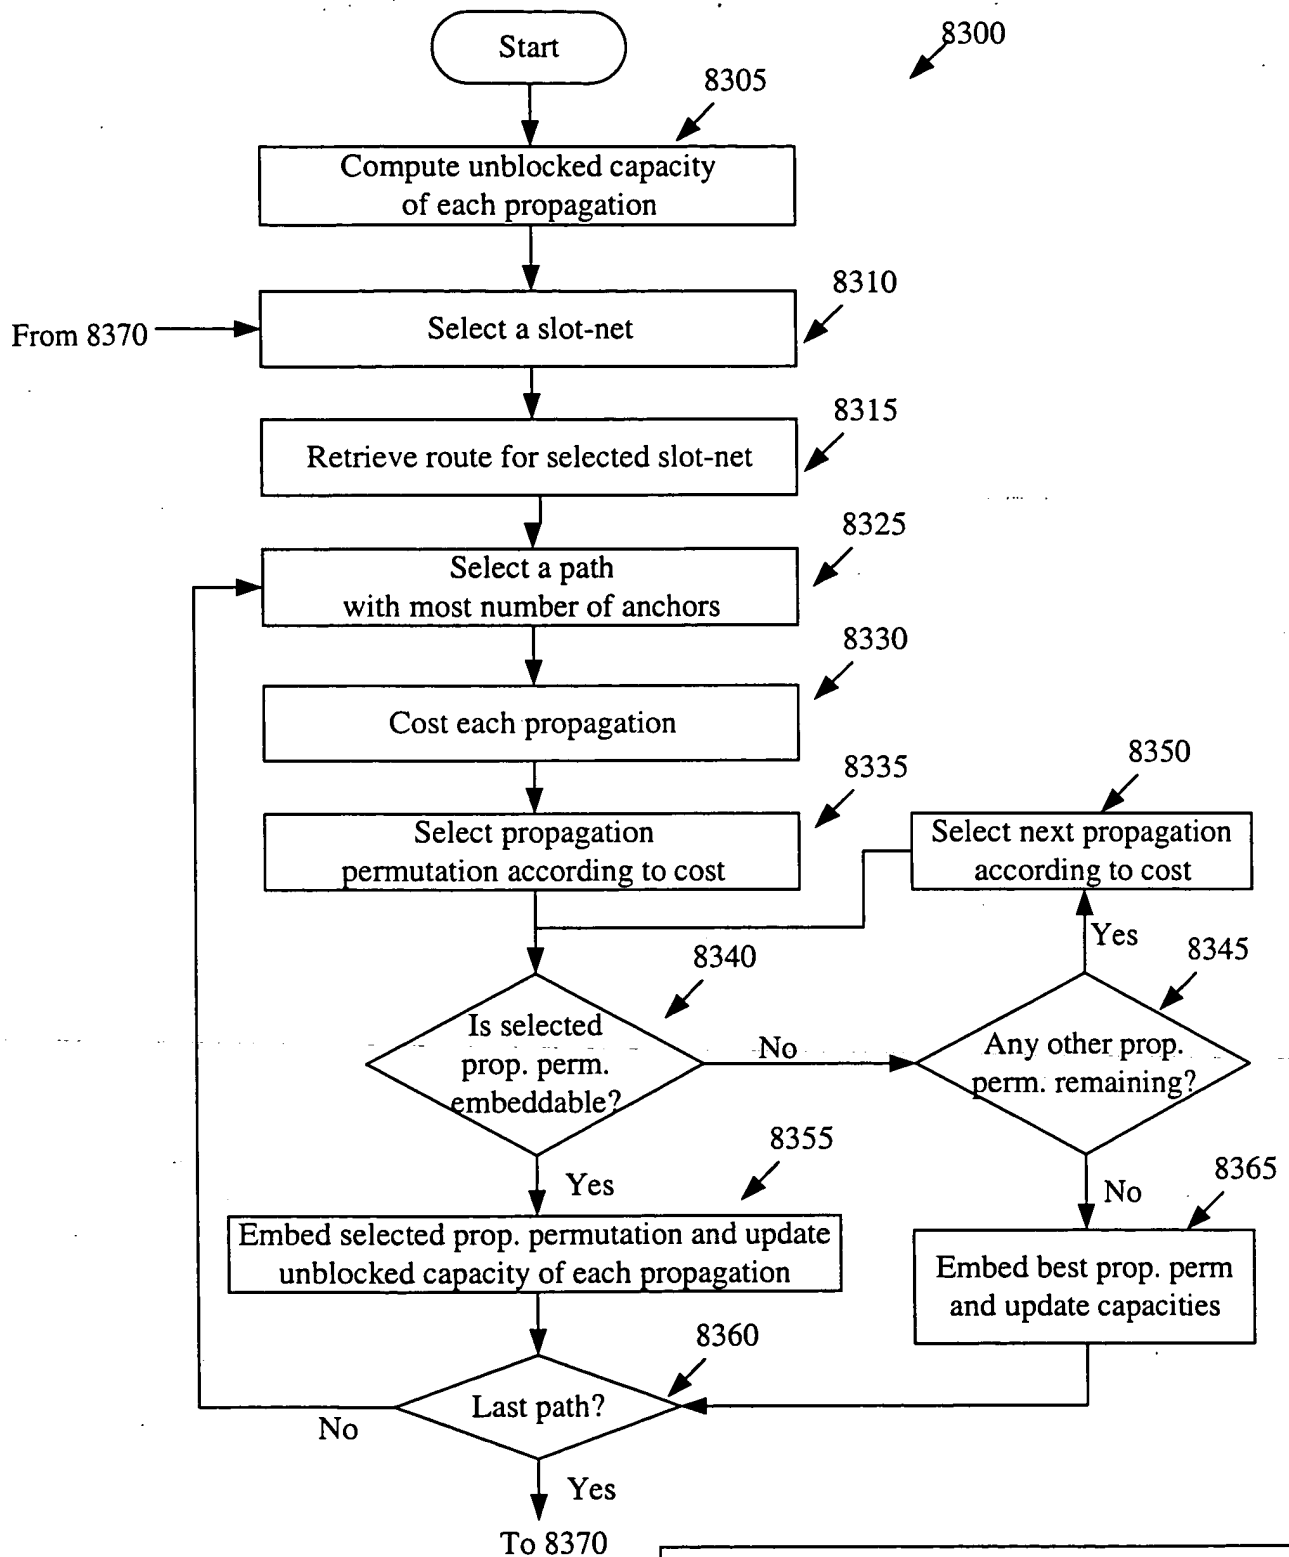 Start
8300
8305
Compute unblocked capacity
of each propagation
8310
From 8370
Select a slot-net
8315
Retrieve route for selected slot-net
8325
Select a path
with most number of anchors
8330
Cost each propagation
8335
Select propagation
permutation according to cost
8350
Select next propagation
according to cost
Yes
8340
8345
Is selected
prop. perm.
embeddable?
No
Any other prop.
perm. remaining?
8355
Yes
8365
No
Embed selected prop. permutation and update
unblocked capacity of each propagation
Embed best prop. perm
and update capacities
8360
Last path?
No
Yes
To 8370